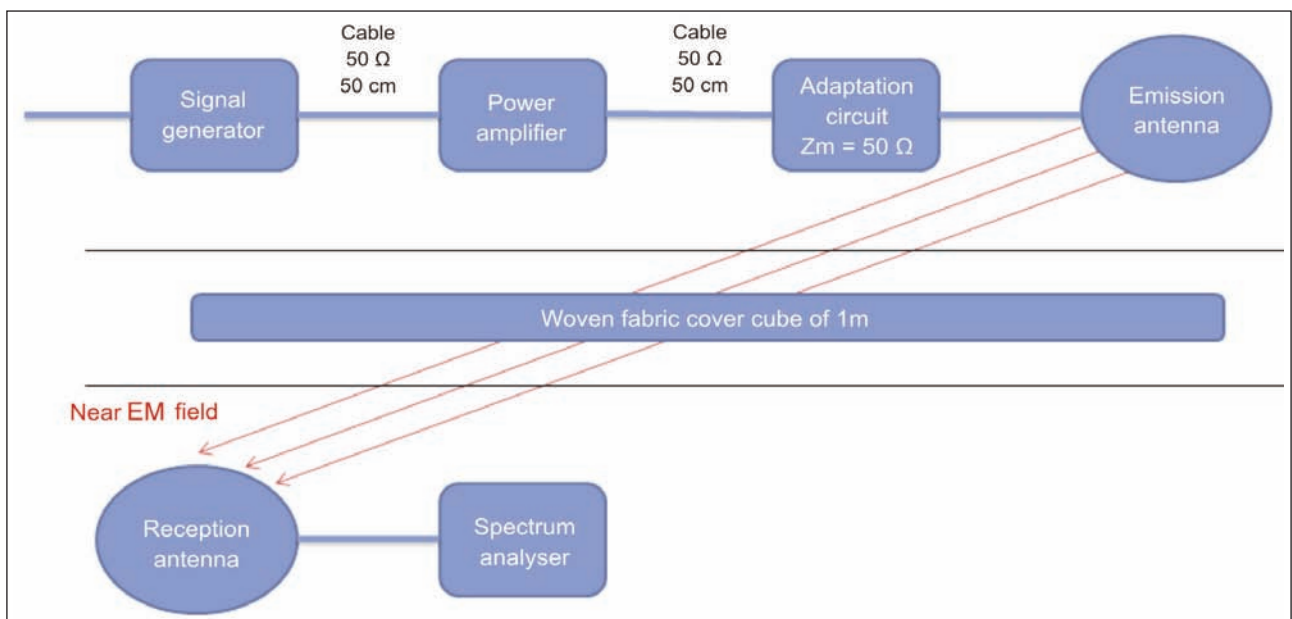 Cable
50 Ω
50 cm
Cable
50 Ω
50 cm
Signal
generator
Power
amplifier
Adaptation
circuit
Zm = 50 Ω
Emission
antenna
Woven fabric cover cube of 1m
Near EM field
Reception
antenna
Spectrum
analyser